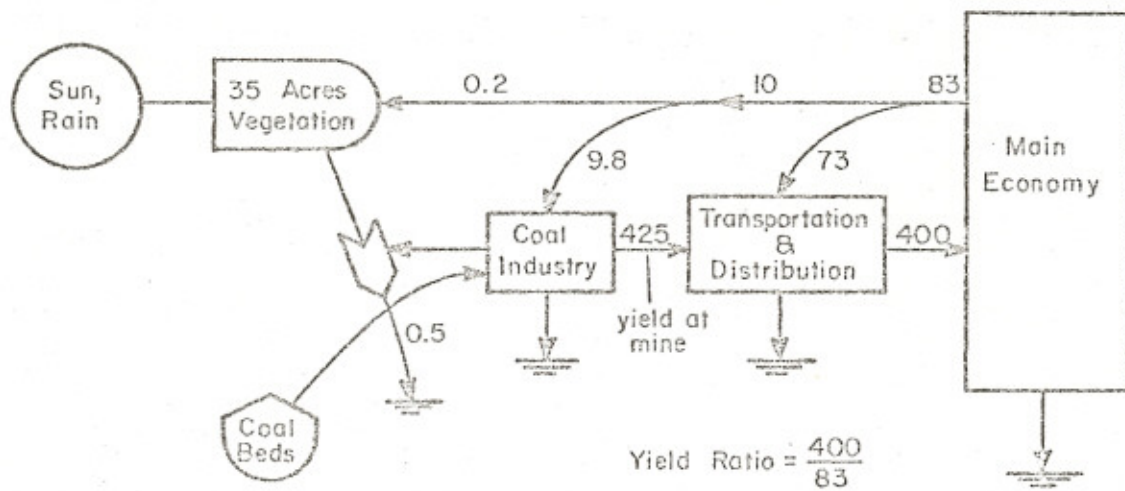 Sun,
Rain
35 Acres
Vegetation
0.2
10
83
9.8
73
Main
Economy
Coal
Industry
425
Transportation
&
Distribution
400
yield at
mine
0.5
Coal
Beds
Yield Ratio = 400
83